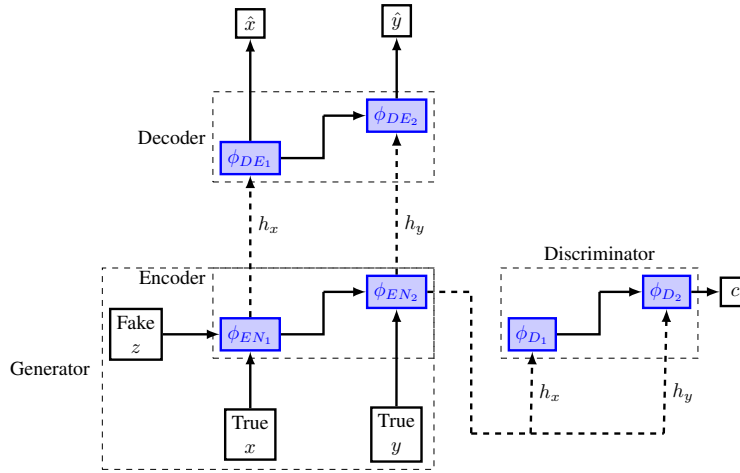 x̂
ŷ
ϕ_{DE_2}
Decoder
ϕ_{DE_1}
h_x
h_y
Discriminator
Encoder
ϕ_{EN_2}
ϕ_{D_2}
c
Fake
z
ϕ_{EN_1}
ϕ_{D_1}
Generator
h_x
h_y
True
x
True
y